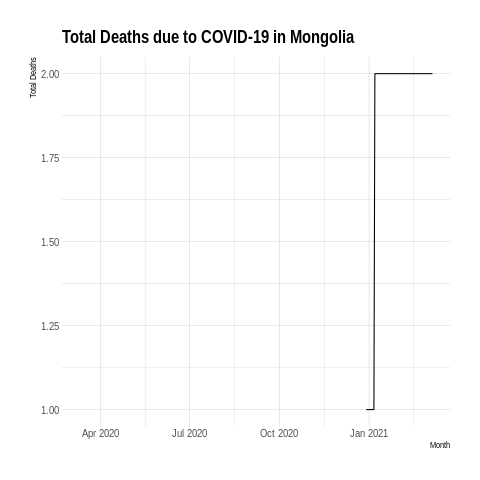 Total Deaths due to COVID-19 in Mongolia
Total Deaths
2.00
1.75
1.50
1.25
1.00
Apr 2020 Jul 2020 Oct 2020 Jan 2021
Month